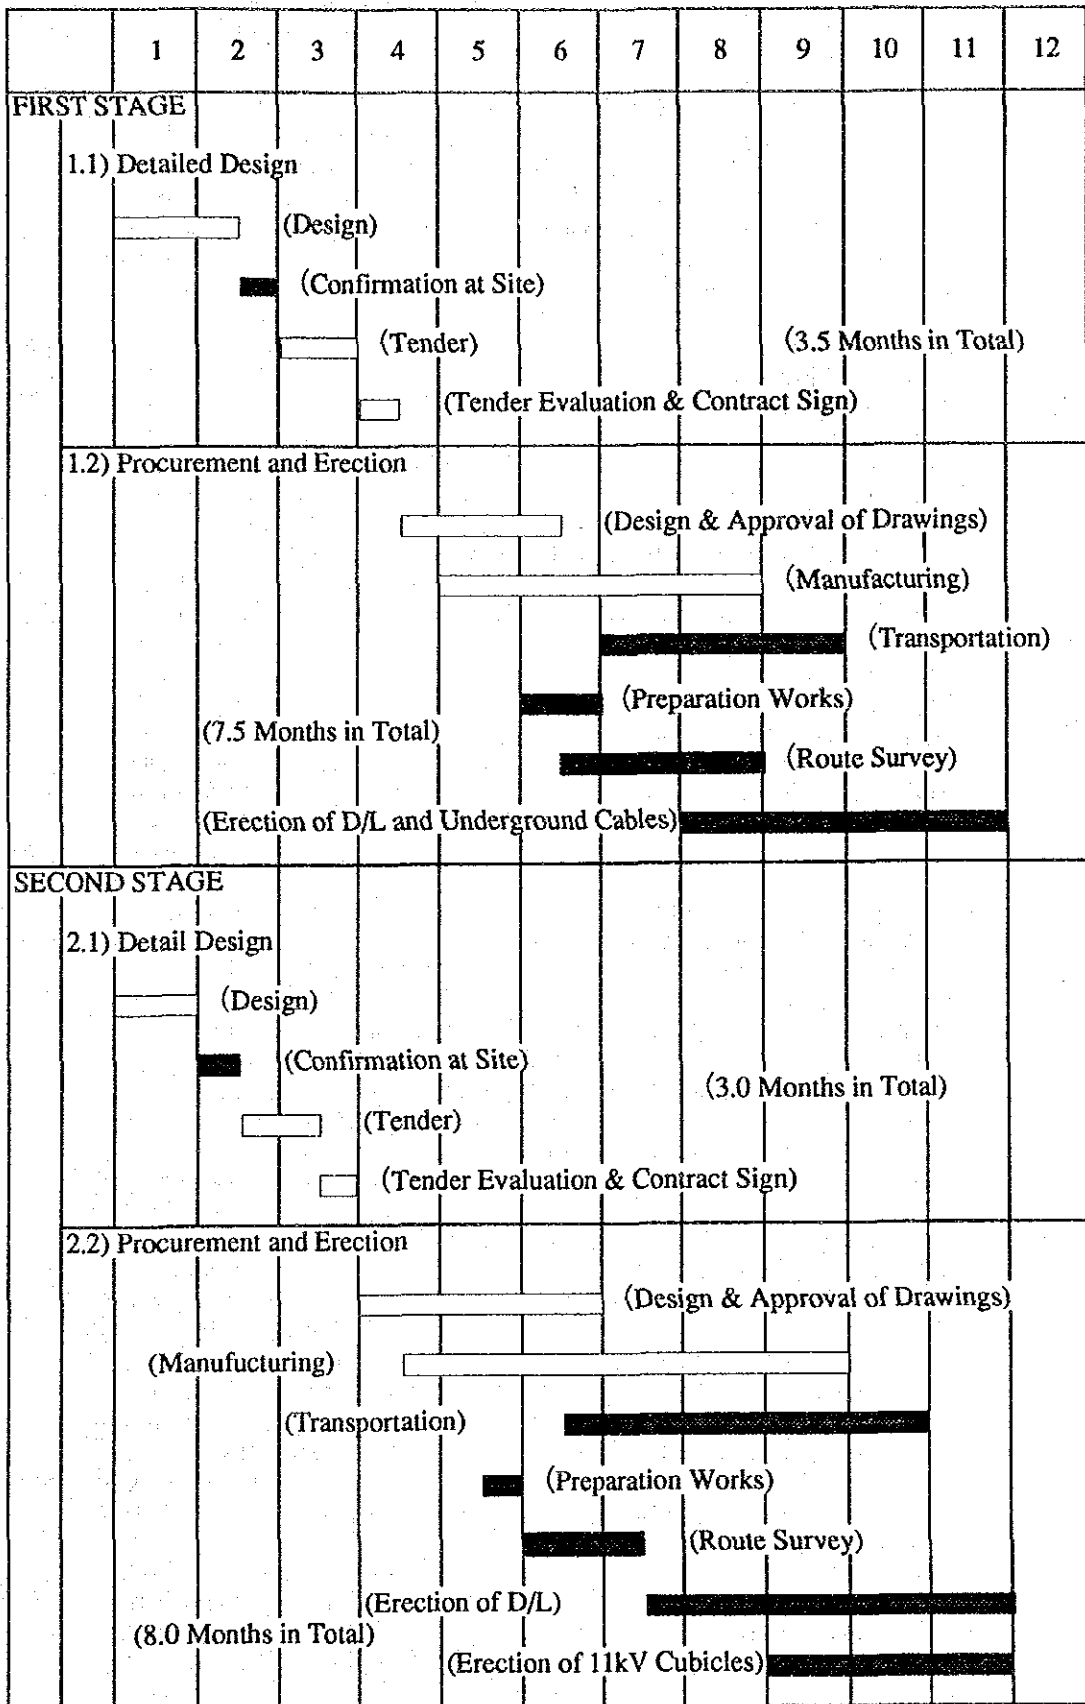 1 2 3 4 5 6 7 8 9 10 11 12
FIRST STAGE
1.1) Detailed Design
(Design)
(Confirmation at Site)
(Tender)
(3.5 Months in Total)
(Tender Evaluation & Contract Sign)
1.2) Procurement and Erection
(Design & Approval of Drawings)
(Manufacturing)
(Transportation)
(Preparation Works)
(7.5 Months in Total)
(Route Survey)
(Erection of D/L and Underground Cables)
SECOND STAGE
2.1) Detail Design
(Design)
(Confirmation at Site)
(3.0 Months in Total)
(Tender)
(Tender Evaluation & Contract Sign)
2.2) Procurement and Erection
(Design & Approval of Drawings)
(Manufucturing)
(Transportation)
(Preparation Works)
(Route Survey)
(Erection of D/L)
(8.0 Months in Total)
(Erection of 11kV Cubicles)